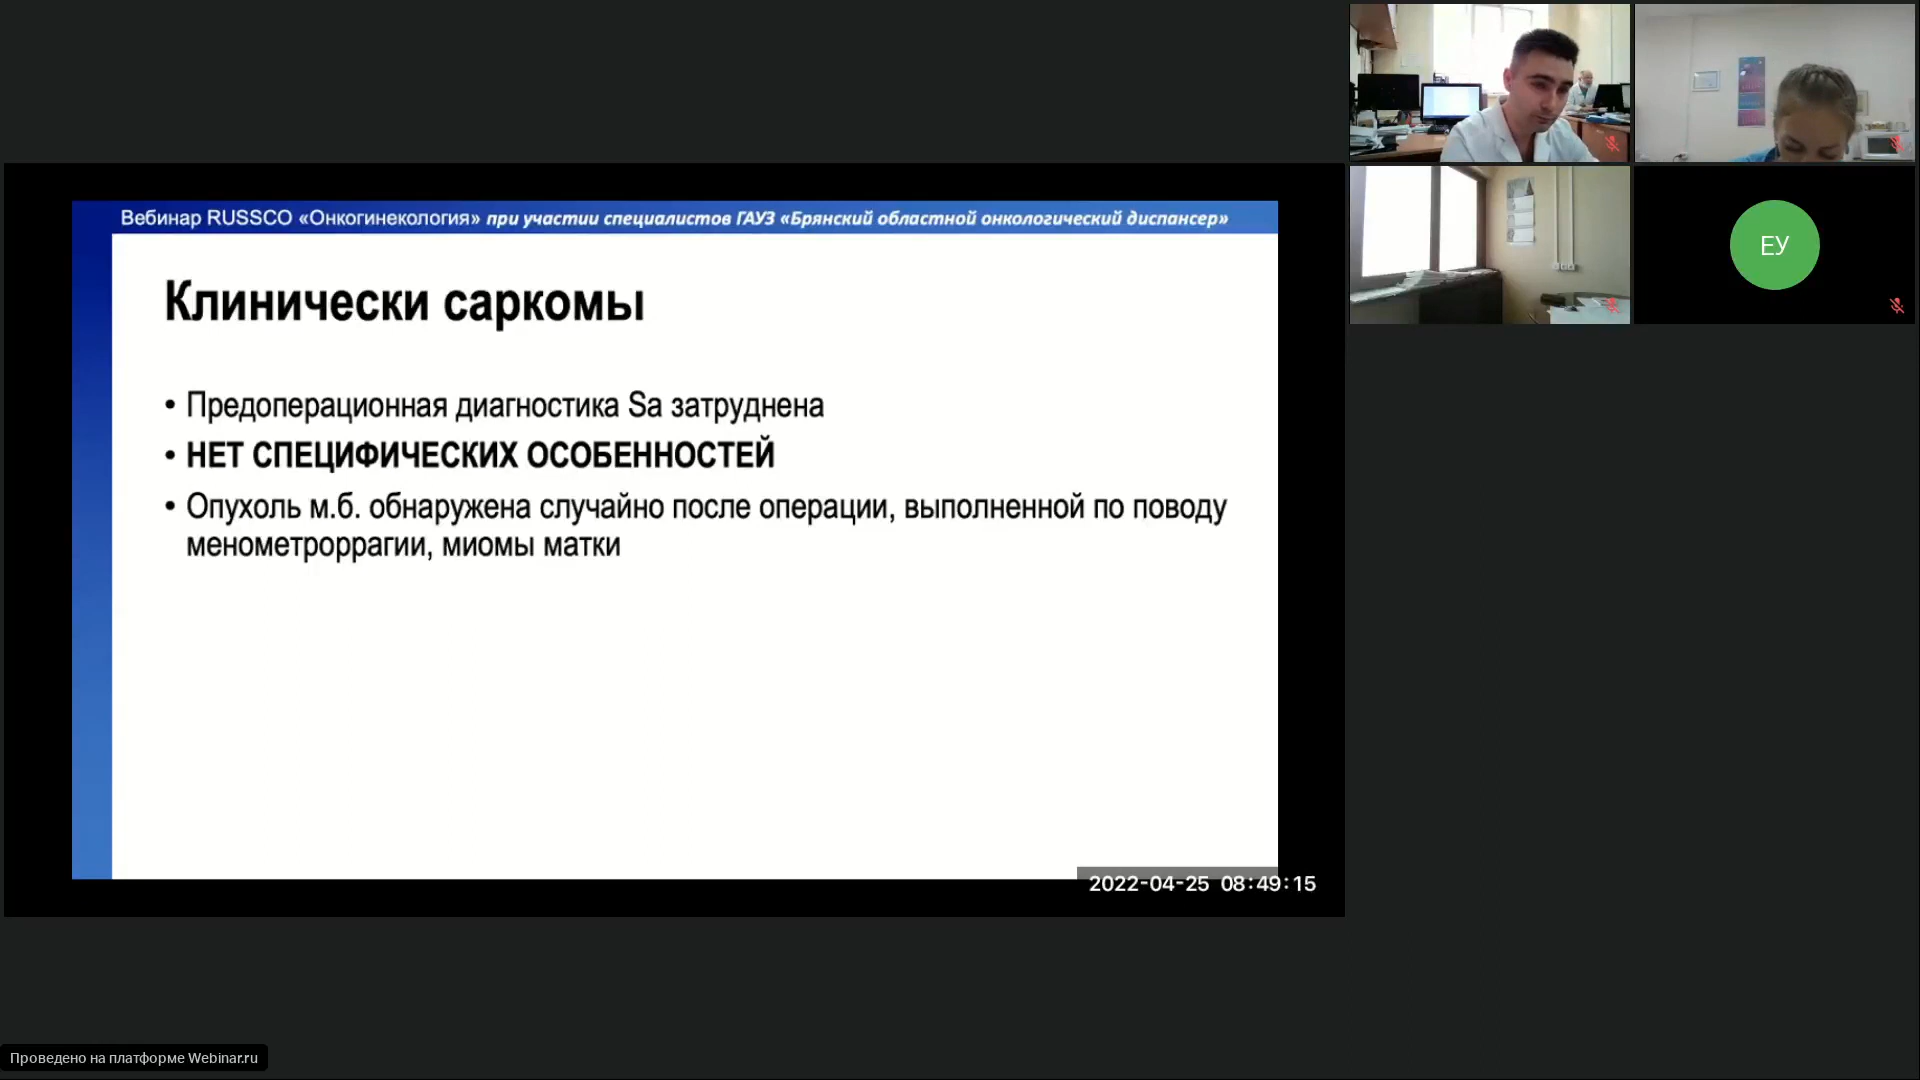 Вебинар RUSSCO «Онкогинекология» при участии специалистов ГАУЗ «Брянский областной онкологический диспансер»
Клинически саркомы
• Предоперационная диагностика Sa затруднена
• НЕТ СПЕЦИФИЧЕСКИХ ОСОБЕННОСТЕЙ
• Опухоль м.б. обнаружена случайно после операции, выполненной по поводу
менометроррагии, миомы матки
2022-04-25 08:49:15
ЕУ
Проведено на платформе Webinar.ru